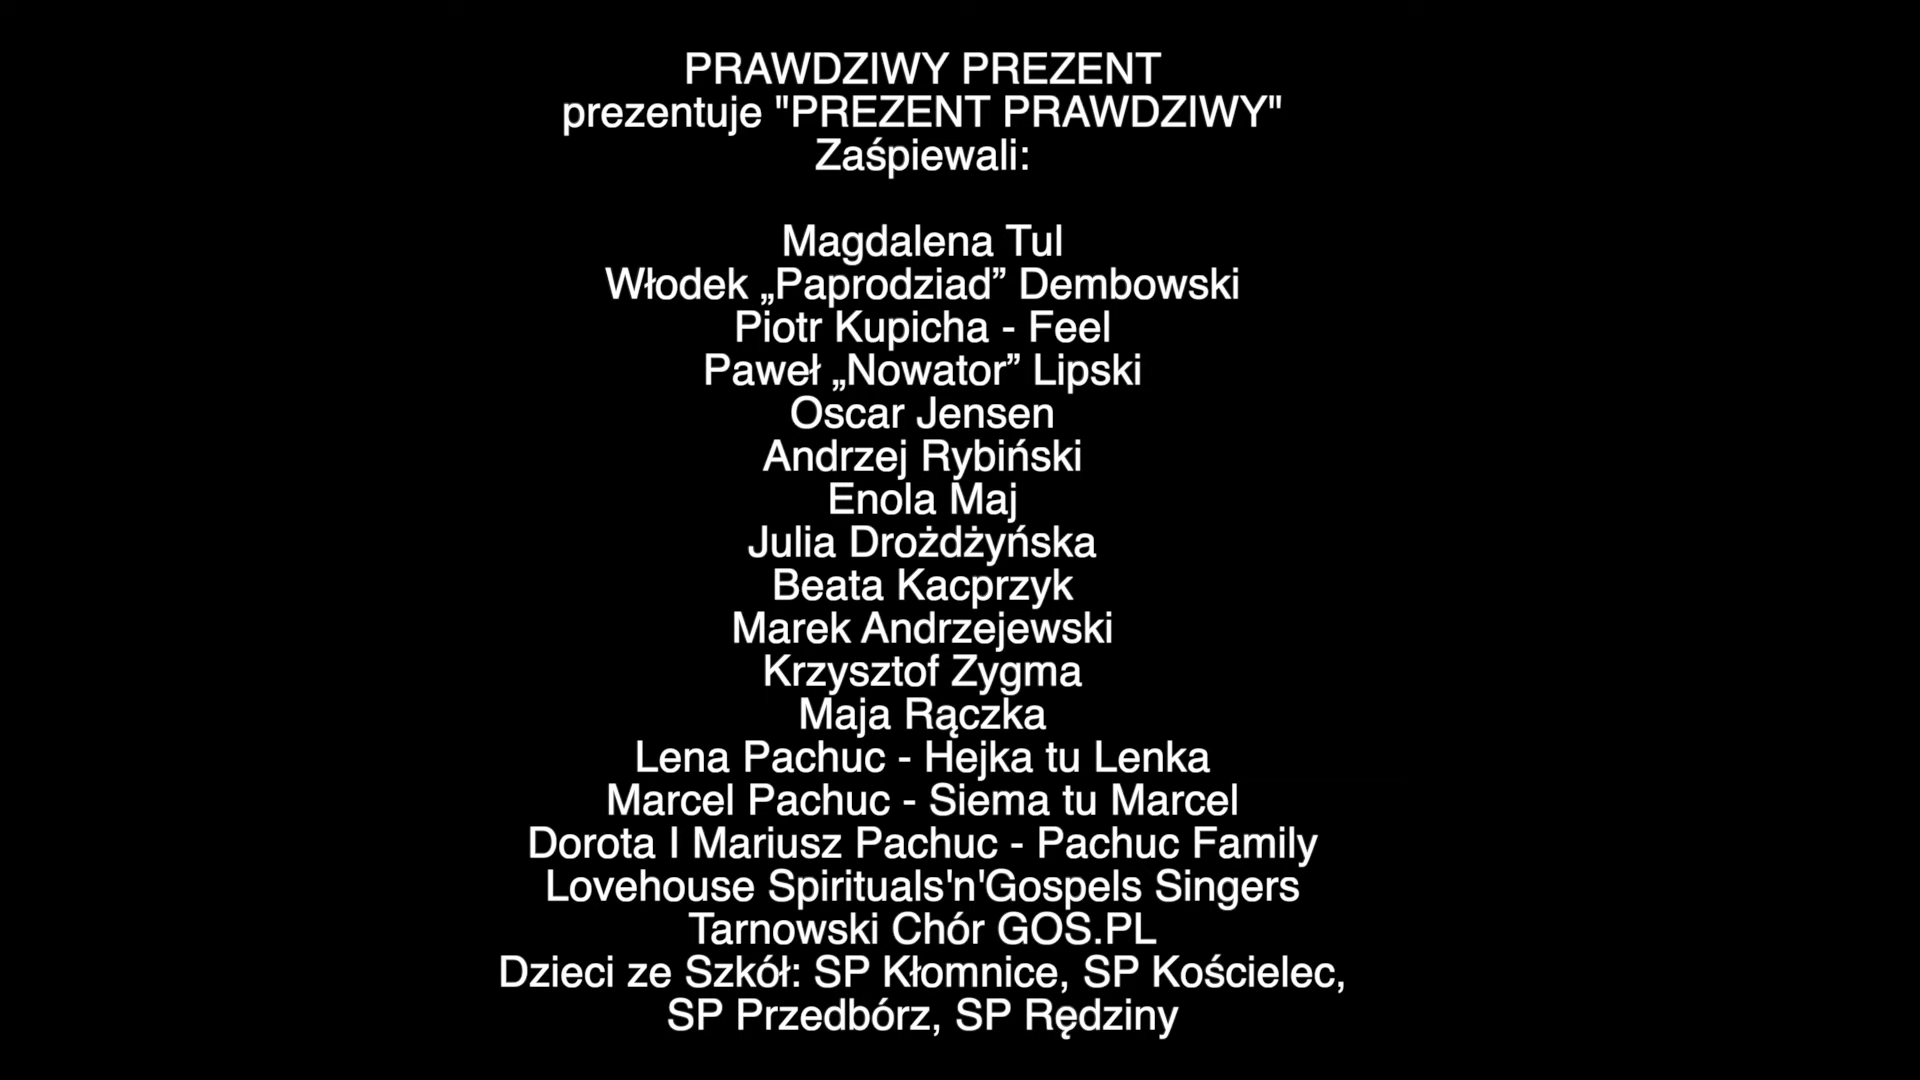 PRAWDZIWY PREZENT
prezentuje "PREZENT PRAWDZIWY"
Zaśpiewali:
Magdalena Tul
Włodek „Paprodziad” Dembowski
Piotr Kupicha - Feel
Paweł „Nowator” Lipski
Oscar Jensen
Andrzej Rybiński
Enola Maj
Julia Drożdżyńska
Beata Kacprzyk
Marek Andrzejewski
Krzysztof Zygma
Maja Rączka
Lena Pachuc - Hejka tu Lenka
Marcel Pachuc - Siema tu Marcel
Dorota I Mariusz Pachuc - Pachuc Family
Lovehouse Spirituals'n'Gospels Singers
Tarnowski Chór GOS.PL
Dzieci ze Szkół: SP Kłomnice, SP Kościelec,
SP Przedbórz, SP Rędziny